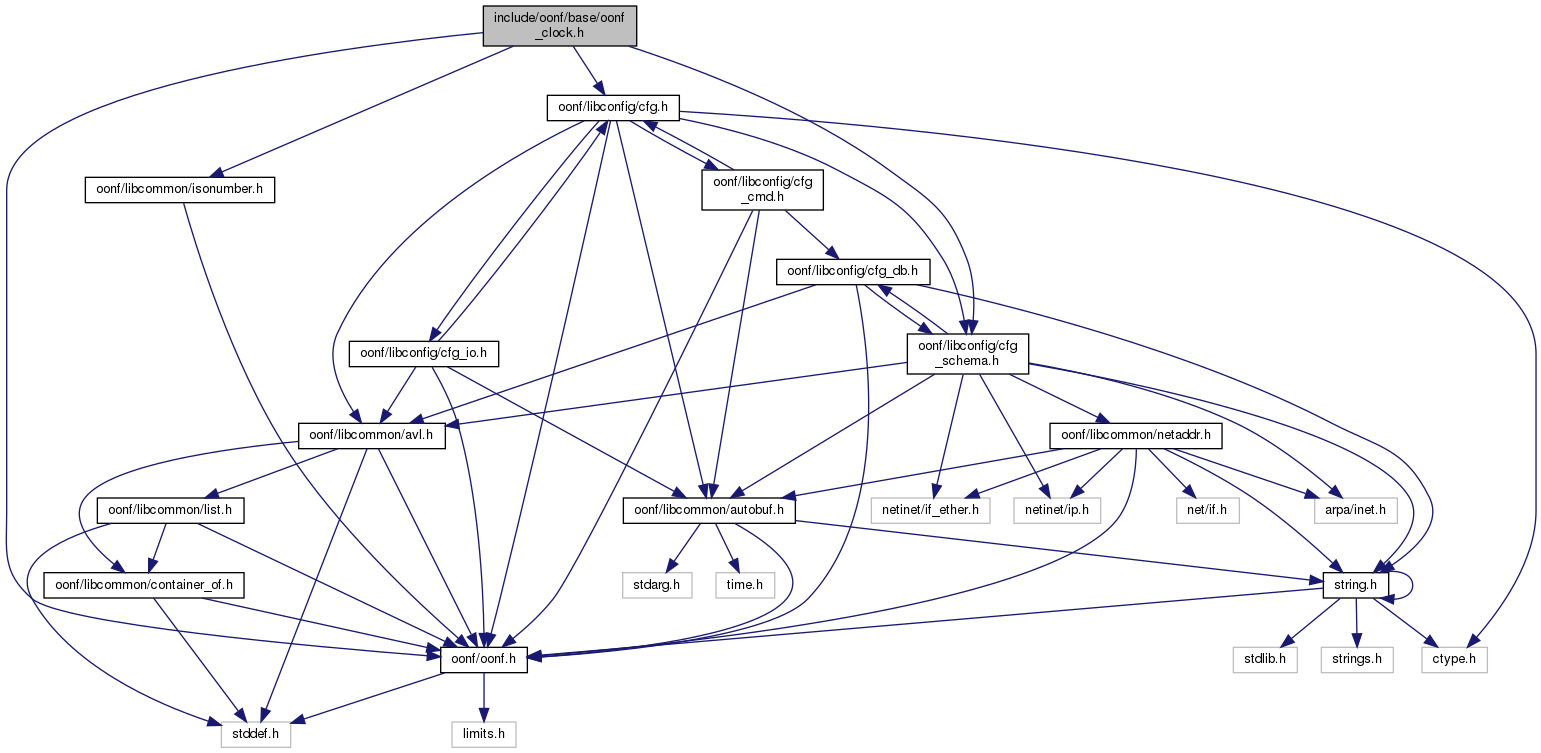 include/oonf/base/oonf
_clock.h
oonf/libconfig/cfg.h
oonf/libcommon/isonumber.h
oonf/libconfig/cfg
_cmd.h
oonf/libconfig/cfg_db.h
oonf/libconfig/cfg_io.h
oonf/libconfig/cfg
_schema.h
oonf/libcommon/avl.h
oonf/libcommon/netaddr.h
oonf/libcommon/list.h
oonf/libcommon/autobuf.h
netinet/if_ether.h
netinet/ip.h
net/if.h
arpa/inet.h
oonf/libcommon/container_of.h
stdarg.h
time.h
string.h
oonf/oonf.h
stdlib.h
strings.h
ctype.h
stddef.h
limits.h